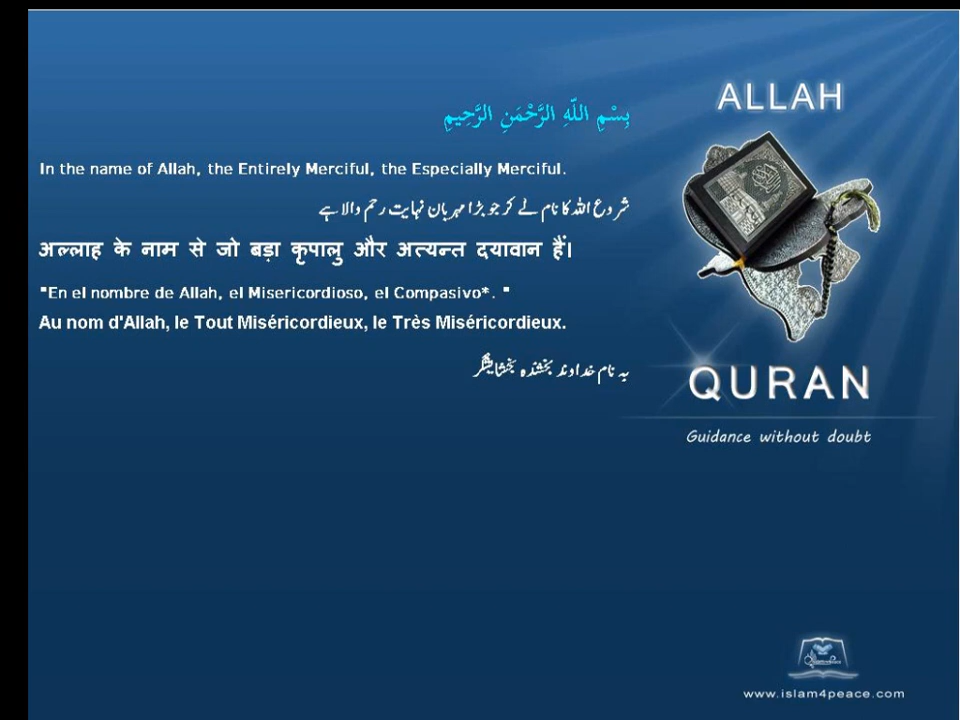 بِسْمِ اللَّهِ الرَّحْمَنِ الرَّحِيمِ
In the name of Allah, the Entirely Merciful, the Especially Merciful.
شروع الله کا نام لے کر جو بڑا مہربان نہایت رحم والا ہے
अल्लाह के नाम से जो बड़ा कृपालु और अत्यन्त दयावान हैं।
"En el nombre de Allah, el Misericordioso, el Compasivo*. "
Au nom d'Allah, le Tout Miséricordieux, le Très Miséricordieux.
به نام خداوند بخشنده بخشایشگر
ALLAH
QURAN
Guidance without doubt
www.islam4peace.com